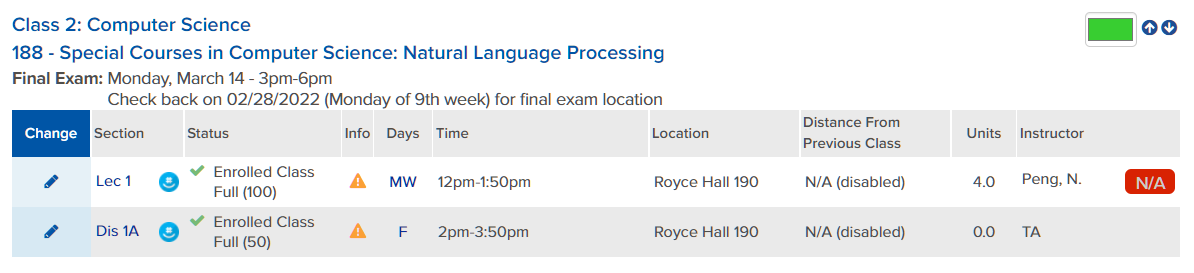 Class 2: Computer Science
188 - Special Courses in Computer Science: Natural Language Processing
Final Exam: Monday, March 14 - 3pm-6pm
Check back on 02/28/2022 (Monday of 9th week) for final exam location
Change Section Status Info Days Time Location Distance From Previous Class Units Instructor
Lec 1 Enrolled Class Full (100) MW 12pm-1:50pm Royce Hall 190 N/A (disabled) 4.0 Peng, N. N/A
Dis 1A Enrolled Class Full (50) F 2pm-3:50pm Royce Hall 190 N/A (disabled) 0.0 TA